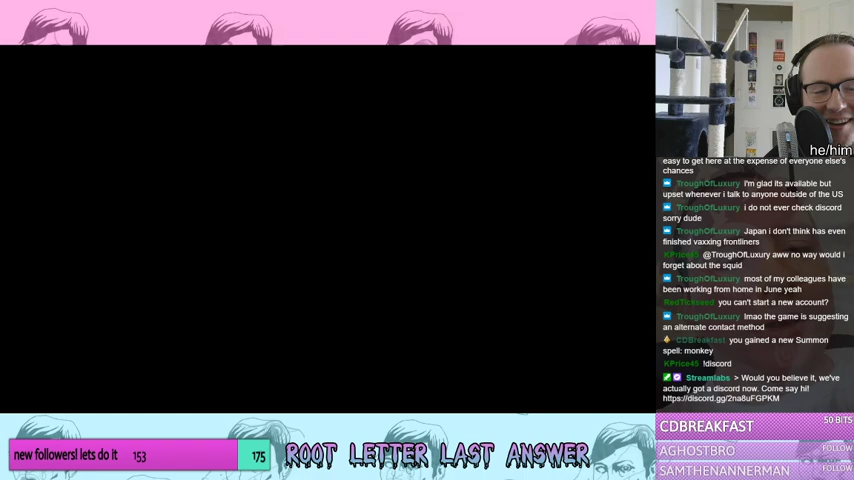 he/him
easy to get here at the expense of everyone else's
chances
TroughOfLuxury I'm glad its available but
upset whenever i talk to anyone outside of the US
TroughOfLuxury i do not ever check discord
sorry dude
TroughOfLuxury Japan i don't think has even
finished vaxxing frontliners
KPrice45 @TroughOfLuxury aww no way would i
forget about the squid
TroughOfLuxury most of my colleagues have
been working from home in June yeah
RedTickseed you can't start a new account?
TroughOfLuxury lmao the game is suggesting
an alternate contact method
CDBreakfast you gained a new Summon
spell: monkey
KPrice45 !discord
Streamlabs > Would you believe it, we've
actually got a discord now. Come say hi!
https://discord.gg/2na8uFGPKM
CDBREAKFAST 50 BITS
AGHOSTBRO FOLLOW
SAMTHENANNERMAN FOLLOW
new followers! lets do it 153 175
ROOT LETTER LAST ANSWER